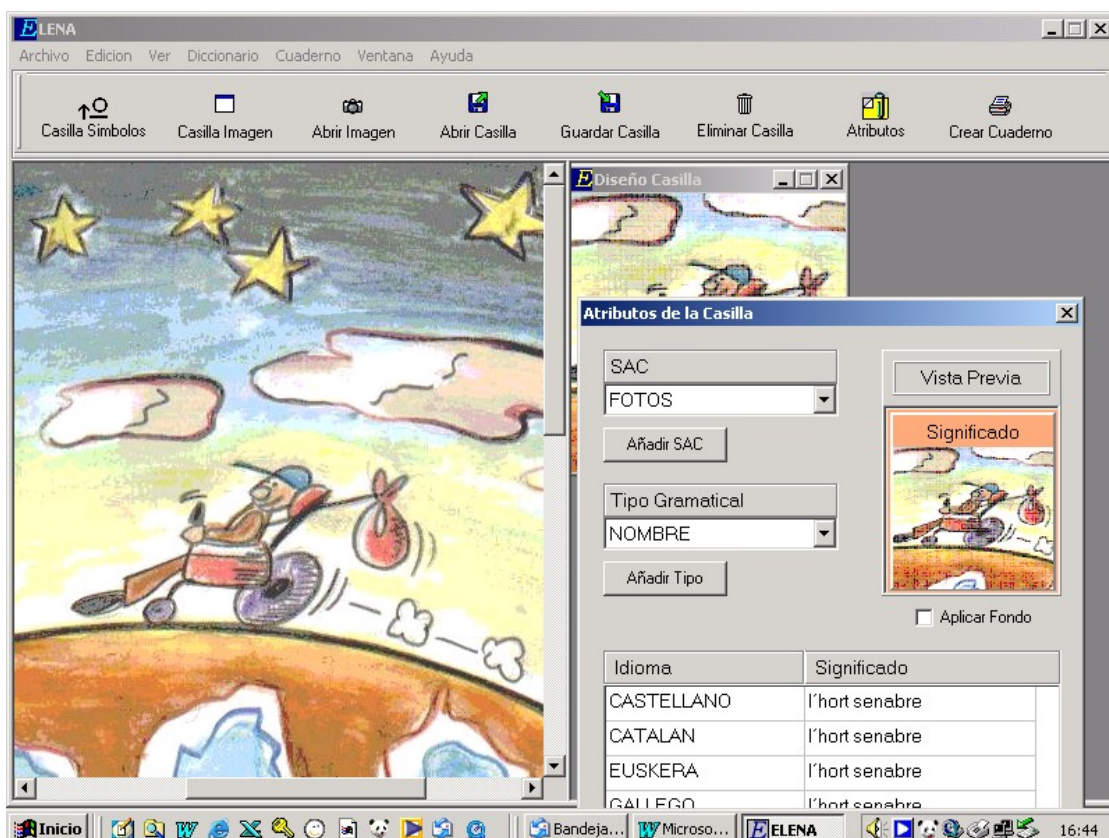 ELENA
Archivo Edicion Ver Diccionario Cuaderno Ventana Ayuda
Casilla Simbolos Casilla Imagen Abrir Imagen Abrir Casilla Guardar Casilla Eliminar Casilla Atributos Crear Cuaderno
Diseño Casilla
Atributos de la Casilla
SAC
FOTOS
Añadir SAC
Tipo Gramatical
NOMBRE
Añadir Tipo
Vista Previa
Significado
Aplicar Fondo
Idioma Significado
CASTELLANO l´hort senabre
CATALAN l´hort senabre
EUSKERA l´hort senabre
GALLEGO l´hort senabre
Inicio Bandeja... Microso... ELENA 16:44